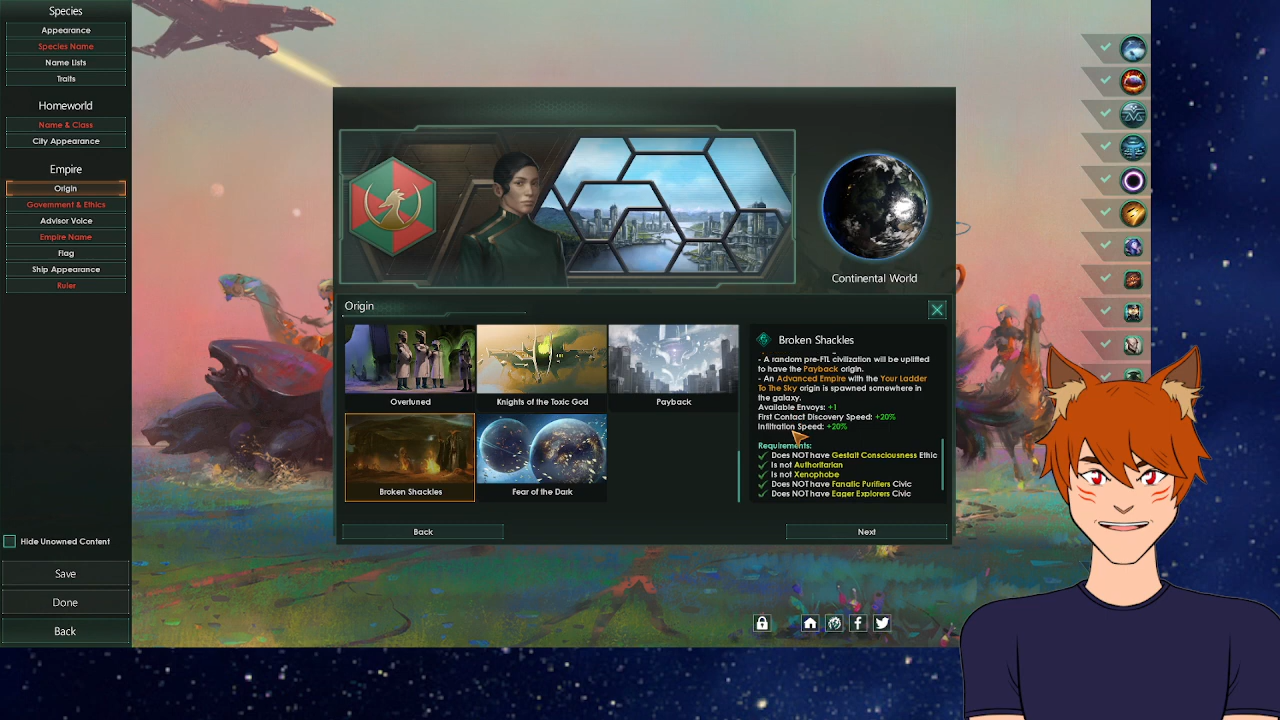 Species
Appearance
Species Name
Name Lists
Traits
Homeworld
Name & Class
City Appearance
Empire
Origin
Government & Ethics
Advisor Voice
Empire Name
Flag
Ship Appearance
Ruler
Hide Unowned Content
Save
Done
Back
Continental World
Origin
Overtuned
Knights of the Toxic God
Payback
Broken Shackles
Fear of the Dark
Broken Shackles
- A random pre-FTL civilization will be uplifted
to have the Payback origin.
- An Advanced Empire with the Your Ladder
To The Sky origin is spawned somewhere in
the galaxy.
Available Envoys: +1
First Contact Discovery Speed: +20%
Infiltration Speed: +20%
Requirements:
Does NOT have Gestalt Consciousness Ethic
Is not Authoritarian
Is not Xenophobe
Does NOT have Fanatic Purifiers Civic
Does NOT have Eager Explorers Civic
Back
Next